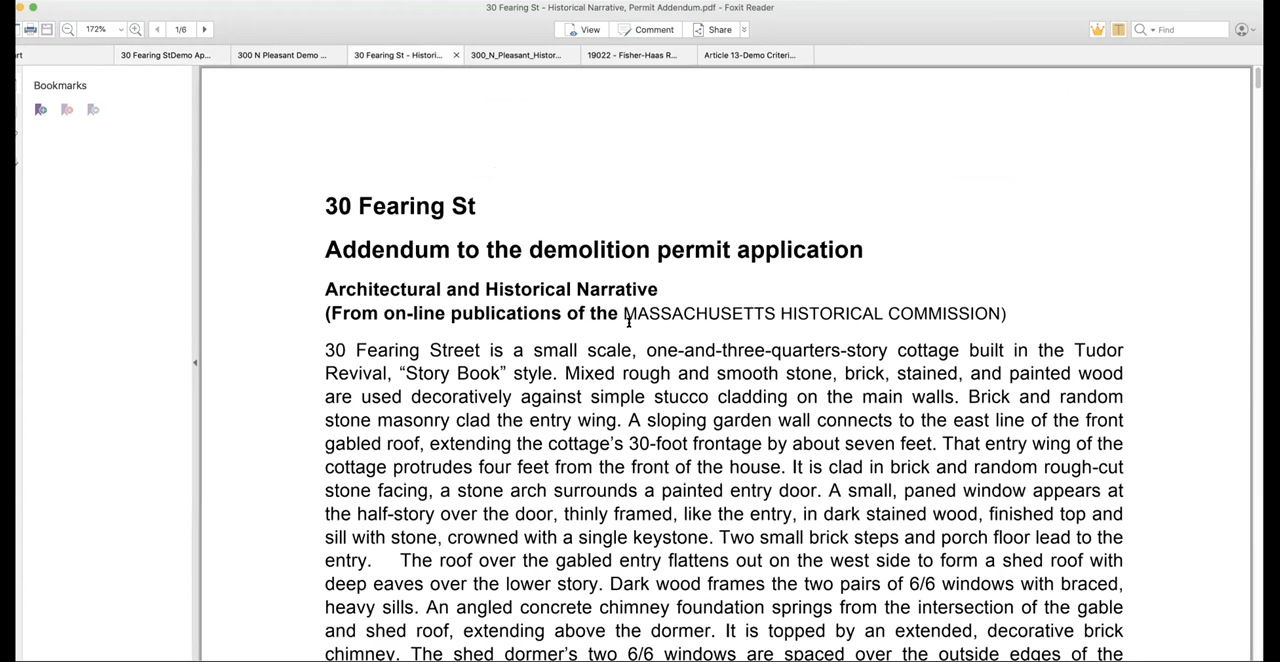 30 Fearing St - Historical Narrative, Permit Addendum.pdf - Foxit Reader
172% 1/6 View Comment Share Find
rt 30 Fearing StDemo Ap... 300 N Pleasant Demo ... 30 Fearing St - Histori... 300_N_Pleasant_Histor... 19022 - Fisher-Haas R... Article 13-Demo Criteri...
Bookmarks
30 Fearing St
Addendum to the demolition permit application
Architectural and Historical Narrative
(From on-line publications of the MASSACHUSETTS HISTORICAL COMMISSION)
30 Fearing Street is a small scale, one-and-three-quarters-story cottage built in the Tudor
Revival, “Story Book” style. Mixed rough and smooth stone, brick, stained, and painted wood
are used decoratively against simple stucco cladding on the main walls. Brick and random
stone masonry clad the entry wing. A sloping garden wall connects to the east line of the front
gabled roof, extending the cottage’s 30-foot frontage by about seven feet. That entry wing of the
cottage protrudes four feet from the front of the house. It is clad in brick and random rough-cut
stone facing, a stone arch surrounds a painted entry door. A small, paned window appears at
the half-story over the door, thinly framed, like the entry, in dark stained wood, finished top and
sill with stone, crowned with a single keystone. Two small brick steps and porch floor lead to the
entry. The roof over the gabled entry flattens out on the west side to form a shed roof with
deep eaves over the lower story. Dark wood frames the two pairs of 6/6 windows with braced,
heavy sills. An angled concrete chimney foundation springs from the intersection of the gable
and shed roof, extending above the dormer. It is topped by an extended, decorative brick
chimney. The shed dormer’s two 6/6 windows are spaced over the outside edges of the